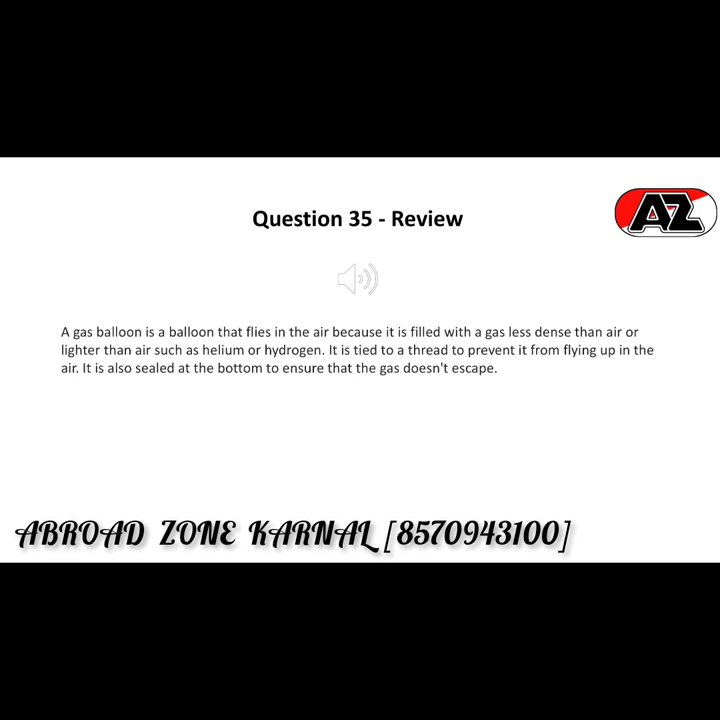 Question 35 - Review
AZ
A gas balloon is a balloon that flies in the air because it is filled with a gas less dense than air or
lighter than air such as helium or hydrogen. It is tied to a thread to prevent it from flying up in the
air. It is also sealed at the bottom to ensure that the gas doesn't escape.
ABROAD ZONE KARNAL [8570943100]